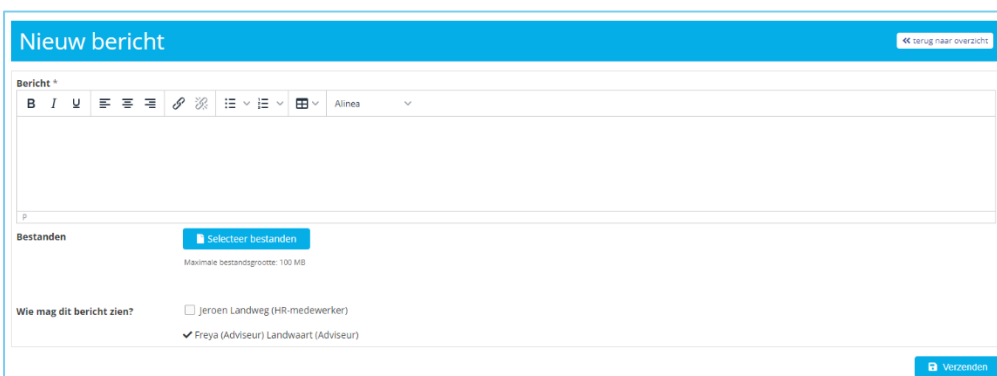 Nieuw bericht
terug naar overzicht
Bericht *
B I U Alinea
P
Bestanden
Selecteer bestanden
Maximale bestandsgrootte: 100 MB
Wie mag dit bericht zien?
Jeroen Landweg (HR-medewerker)
Freya (Adviseur) Landwaart (Adviseur)
Verzenden